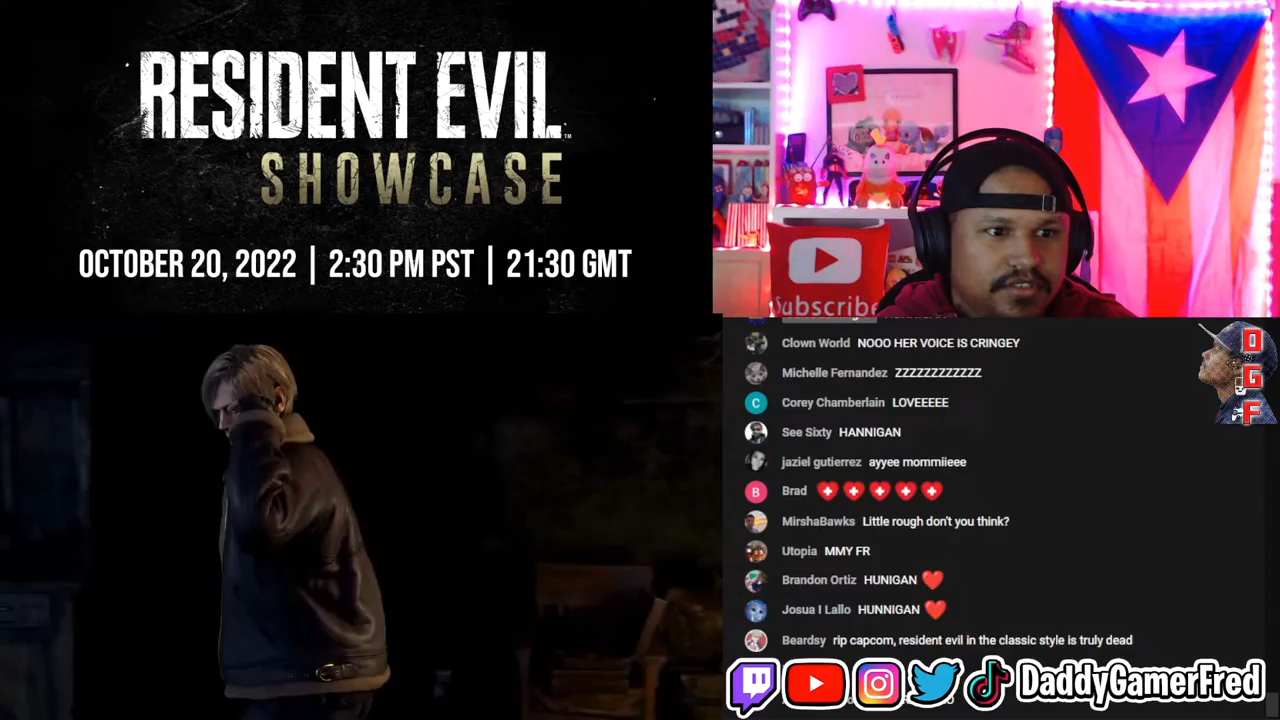 RESIDENT EVIL
SHOWCASE
OCTOBER 20, 2022 | 2:30 PM PST | 21:30 GMT
Subscribe
Clown World NOOO HER VOICE IS CRINGEY
Michelle Fernandez ZZZZZZZZZZZZ
C Corey Chamberlain LOVEEEEE
See Sixty HANNIGAN
jaziel gutierrez ayyee mommiieee
B Brad
MirshaBawks Little rough don't you think?
Utopia MMY FR
Brandon Ortiz HUNIGAN
Josua I Lallo HUNNIGAN
Beardsy rip capcom, resident evil in the classic style is truly dead
DaddyGamerFred